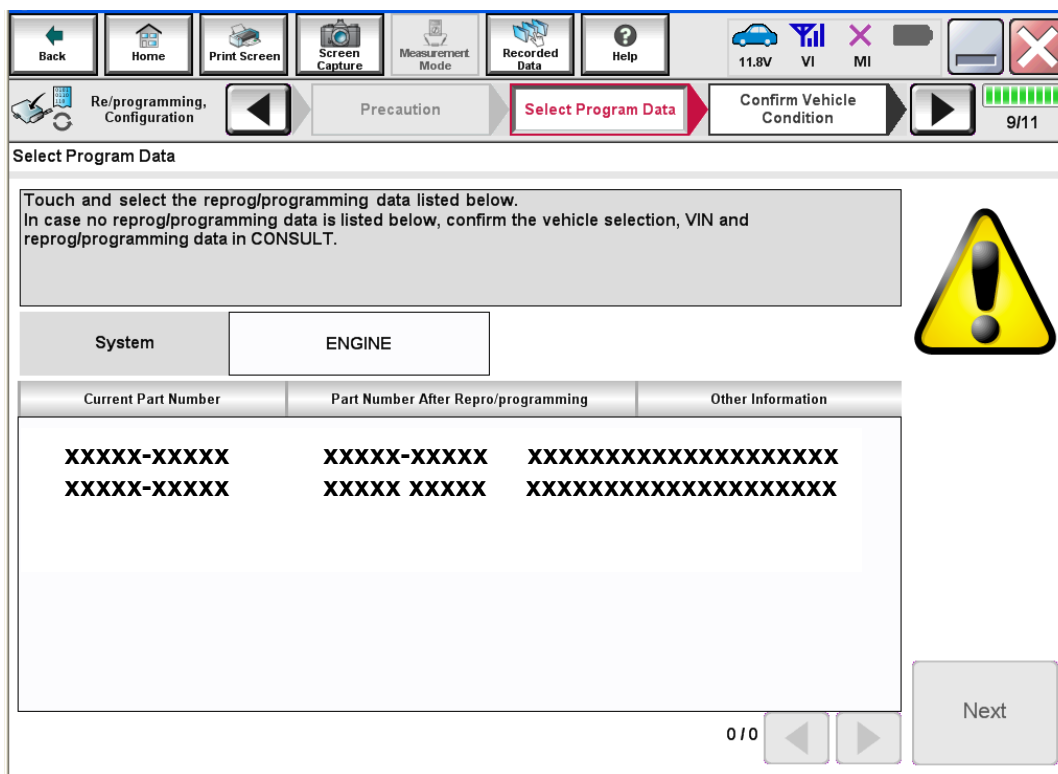 Back
Home
Print Screen
Screen
Capture
Measurement
Mode
Recorded
Data
Help
11.8V
VI
MI
Re/programming,
Configuration
Precaution
Select Program Data
Confirm Vehicle
Condition
9/11
Select Program Data
Touch and select the reprog/programming data listed below.
In case no reprog/programming data is listed below, confirm the vehicle selection, VIN and
reprog/programming data in CONSULT.
System
ENGINE
Current Part Number
Part Number After Repro/programming
Other Information
XXXXX-XXXXX XXXXX-XXXXX XXXXXXXXXXXXXXXXXXXX
XXXXX-XXXXX XXXXX XXXXX XXXXXXXXXXXXXXXXXXXX
0/0
Next